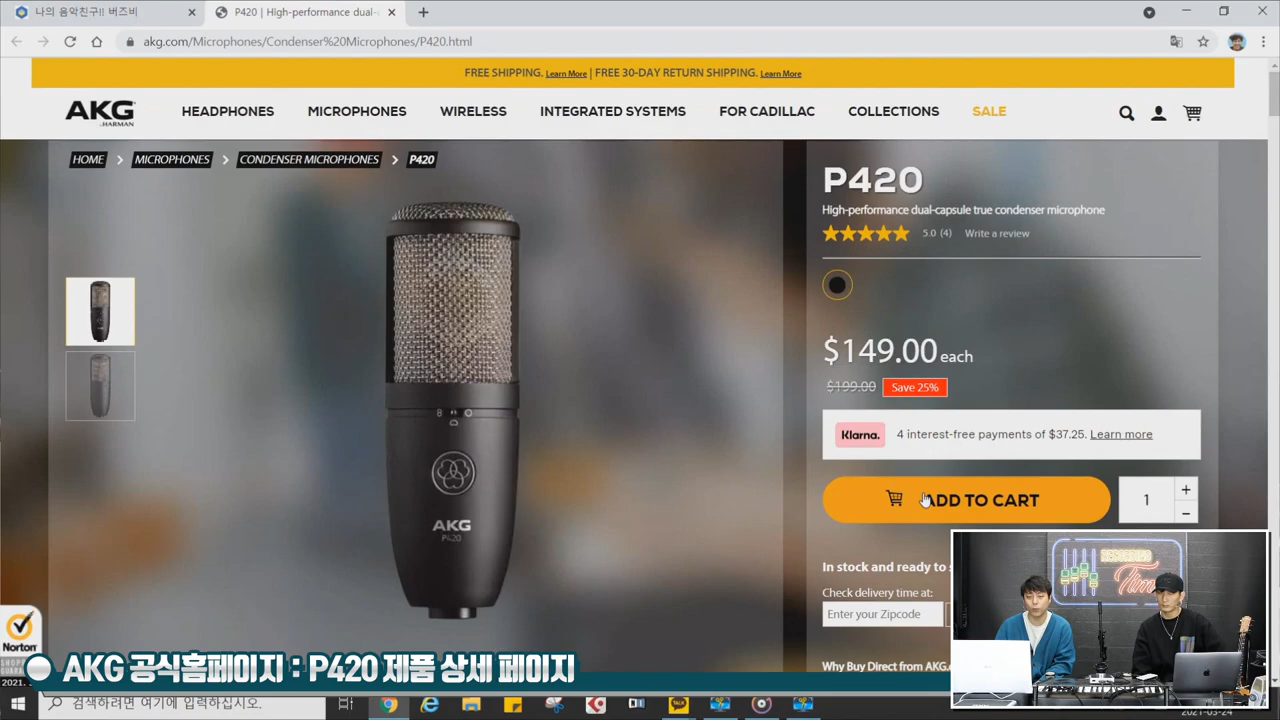 나의 음악친구!! 버즈비
P420 | High-performance dual-
akg.com/Microphones/Condenser%20Microphones/P420.html
FREE SHIPPING. Learn More | FREE 30-DAY RETURN SHIPPING. Learn More
AKG
by HARMAN
HEADPHONES MICROPHONES WIRELESS INTEGRATED SYSTEMS FOR CADILLAC COLLECTIONS SALE
HOME > MICROPHONES > CONDENSER MICROPHONES > P420
P420
High-performance dual-capsule true condenser microphone
5.0 (4) Write a review
$149.00 each
$199.00 Save 25%
Klarna. 4 interest-free payments of $37.25. Learn more
ADD TO CART
1
+
-
AKG
P420
In stock and ready to
Check delivery time at:
Enter your Zipcode
Why Buy Direct from AKG.
RECORDING
Time
Norton
AKG 공식홈페이지 : P420 제품 상세 페이지
2021.
검색하려면 여기에 입력하십시오.
TALK
2021-03-24